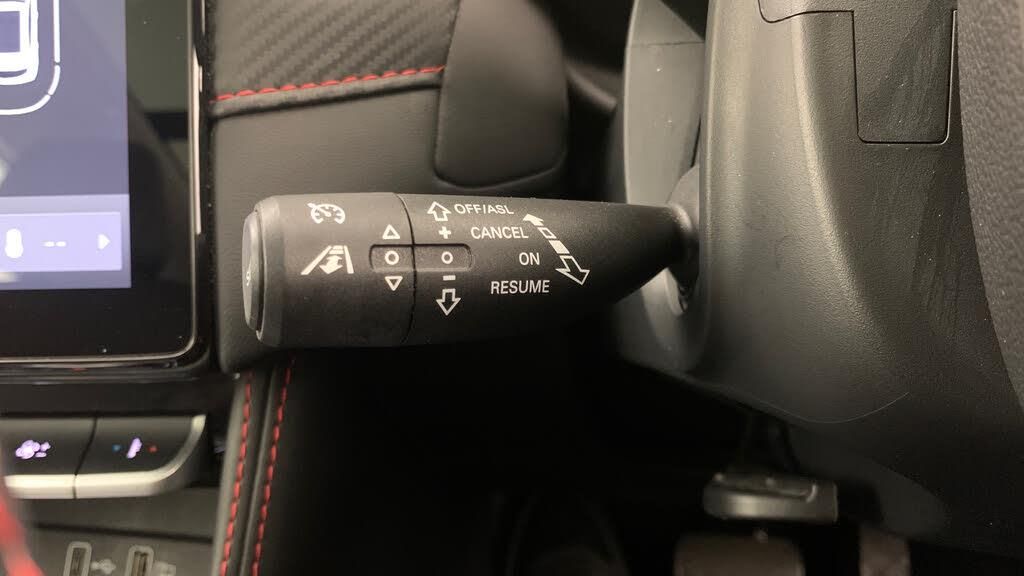 OFF/ASL
+ CANCEL
O O ON
- RESUME
--